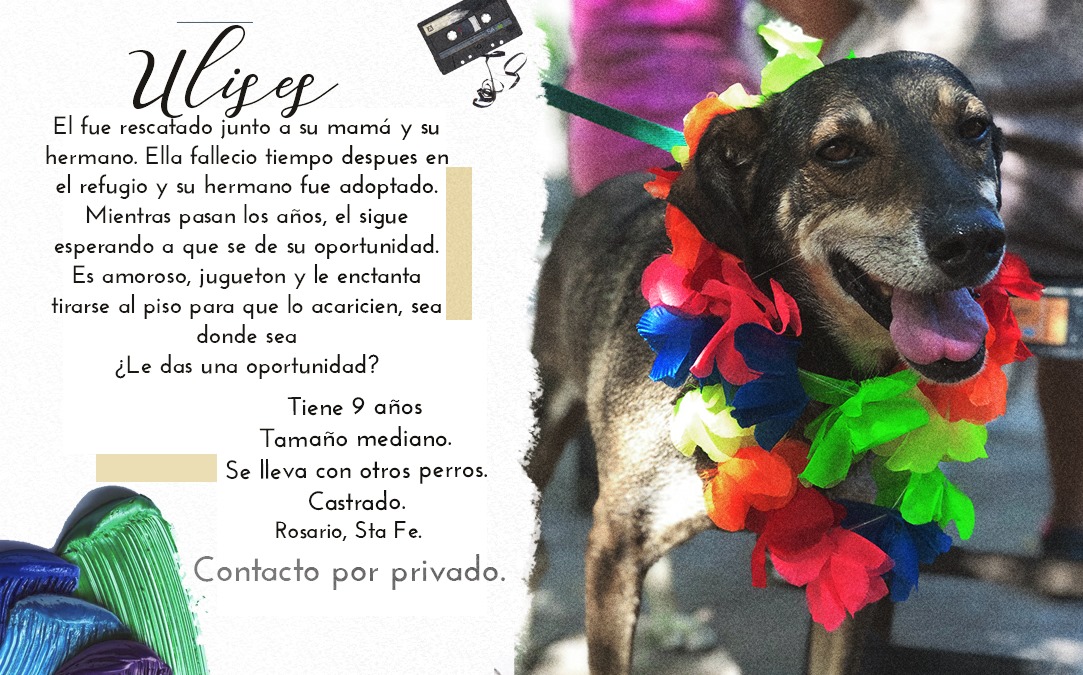 Ulises
El fue rescatado junto a su mamá y su
hermano. Ella fallecio tiempo despues en
el refugio y su hermano fue adoptado.
Mientras pasan los años, el sigue
esperando a que se de su oportunidad.
Es amoroso, jugueton y le enctanta
tirarse al piso para que lo acaricien, sea
donde sea
¿Le das una oportunidad?
Tiene 9 años
Tamaño mediano.
Se lleva con otros perros.
Castrado.
Rosario, Sta Fe.
Contacto por privado.